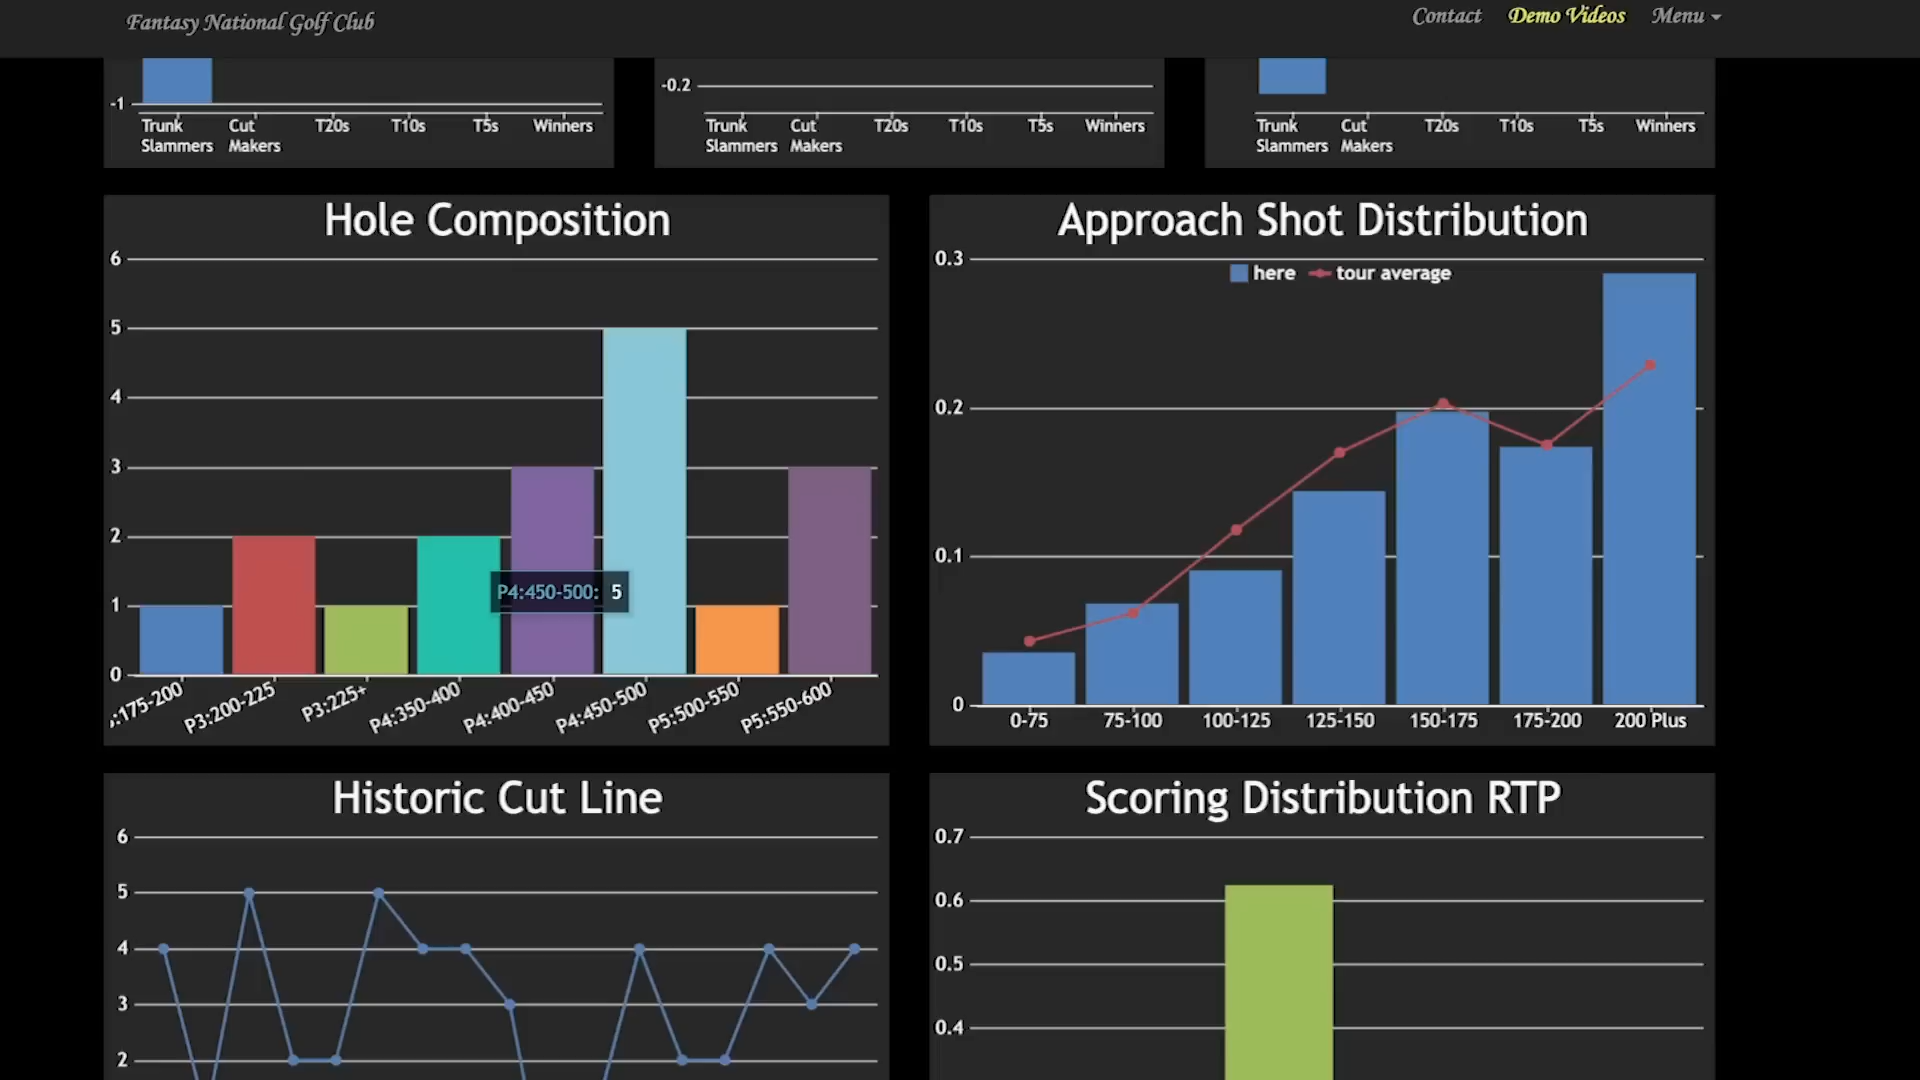 Fantasy National Golf Club
Contact Demo Videos Menu
-1
Trunk Slammers Cut Makers T20s T10s T5s Winners
-0.2
Trunk Slammers Cut Makers T20s T10s T5s Winners
Trunk Slammers Cut Makers T20s T10s T5s Winners
Hole Composition
6
5
4
3
2
1
0
P4:450-500: 5
:175-200 P3:200-225 P3:225+ P4:350-400 P4:400-450 P4:450-500 P5:500-550 P5:550-600
Approach Shot Distribution
here tour average
0.3
0.2
0.1
0
0-75 75-100 100-125 125-150 150-175 175-200 200 Plus
Historic Cut Line
6
5
4
3
2
Scoring Distribution RTP
0.7
0.6
0.5
0.4